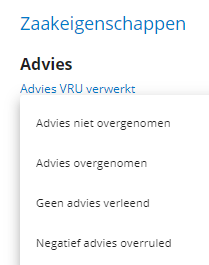 Zaakeigenschappen
Advies
Advies VRU verwerkt
Advies niet overgenomen
Advies overgenomen
Geen advies verleend
Negatief advies overruled